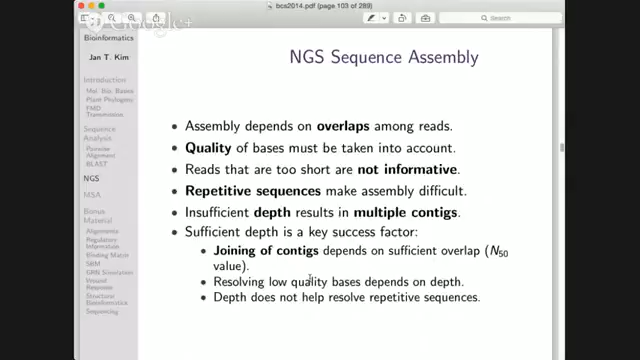 bcs2014.pdf (page 103 of 289)
Search
Google+
Bioinformatics
Jan T. Kim
Introduction
Mol. Bio. Bases
Plant Phylogeny
FMD
Transmission
Sequence
Analysis
Pairwise
Alignment
BLAST
NGS
MSA
Bonus
Material
Alignments
Regulatory
Information
Binding Matrix
SBM
GRN Simulation
Wound
Response
Structural
Bioinformatics
Sequencing
NGS Sequence Assembly
• Assembly depends on overlaps among reads.
• Quality of bases must be taken into account.
• Reads that are too short are not informative.
• Repetitive sequences make assembly difficult.
• Insufficient depth results in multiple contigs.
• Sufficient depth is a key success factor:
• Joining of contigs depends on sufficient overlap (N50
value).
• Resolving low quality bases depends on depth.
• Depth does not help resolve repetitive sequences.